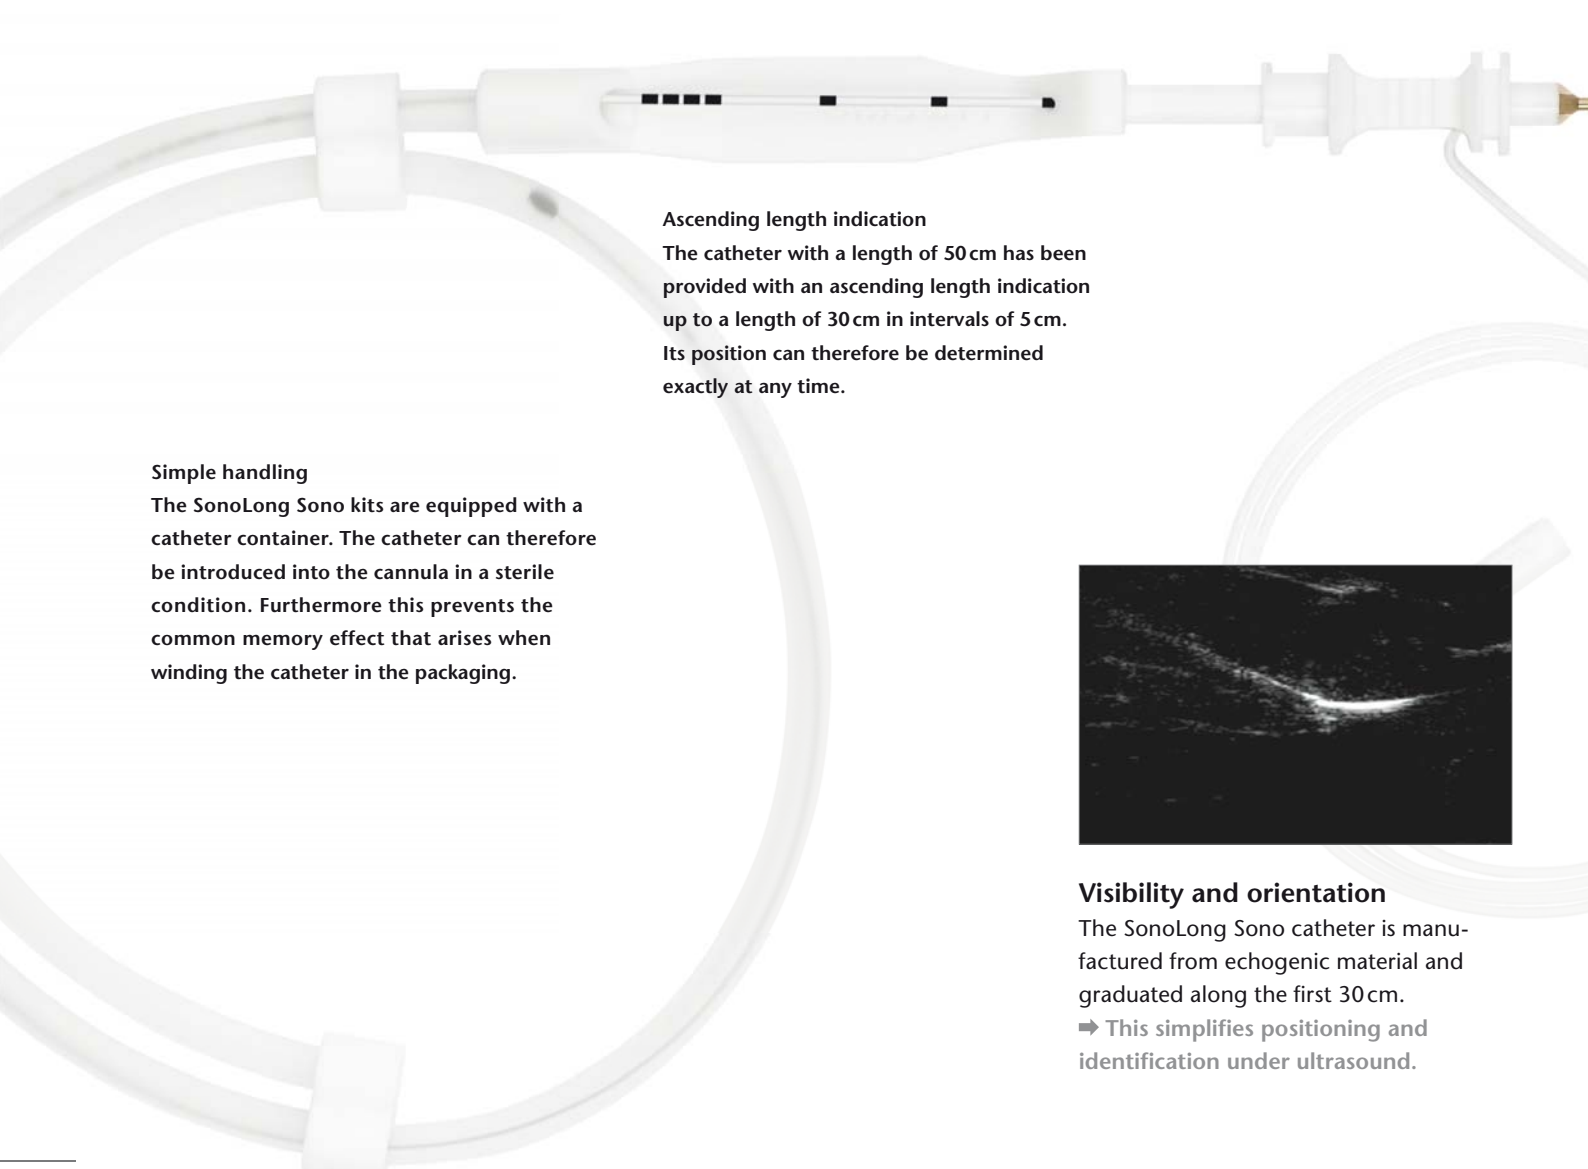 Ascending length indication
The catheter with a length of 50 cm has been
provided with an ascending length indication
up to a length of 30 cm in intervals of 5 cm.
Its position can therefore be determined
exactly at any time.
Simple handling
The SonoLong Sono kits are equipped with a
catheter container. The catheter can therefore
be introduced into the cannula in a sterile
condition. Furthermore this prevents the
common memory effect that arises when
winding the catheter in the packaging.
Visibility and orientation
The SonoLong Sono catheter is manu-
factured from echogenic material and
graduated along the first 30 cm.
➡ This simplifies positioning and
identification under ultrasound.